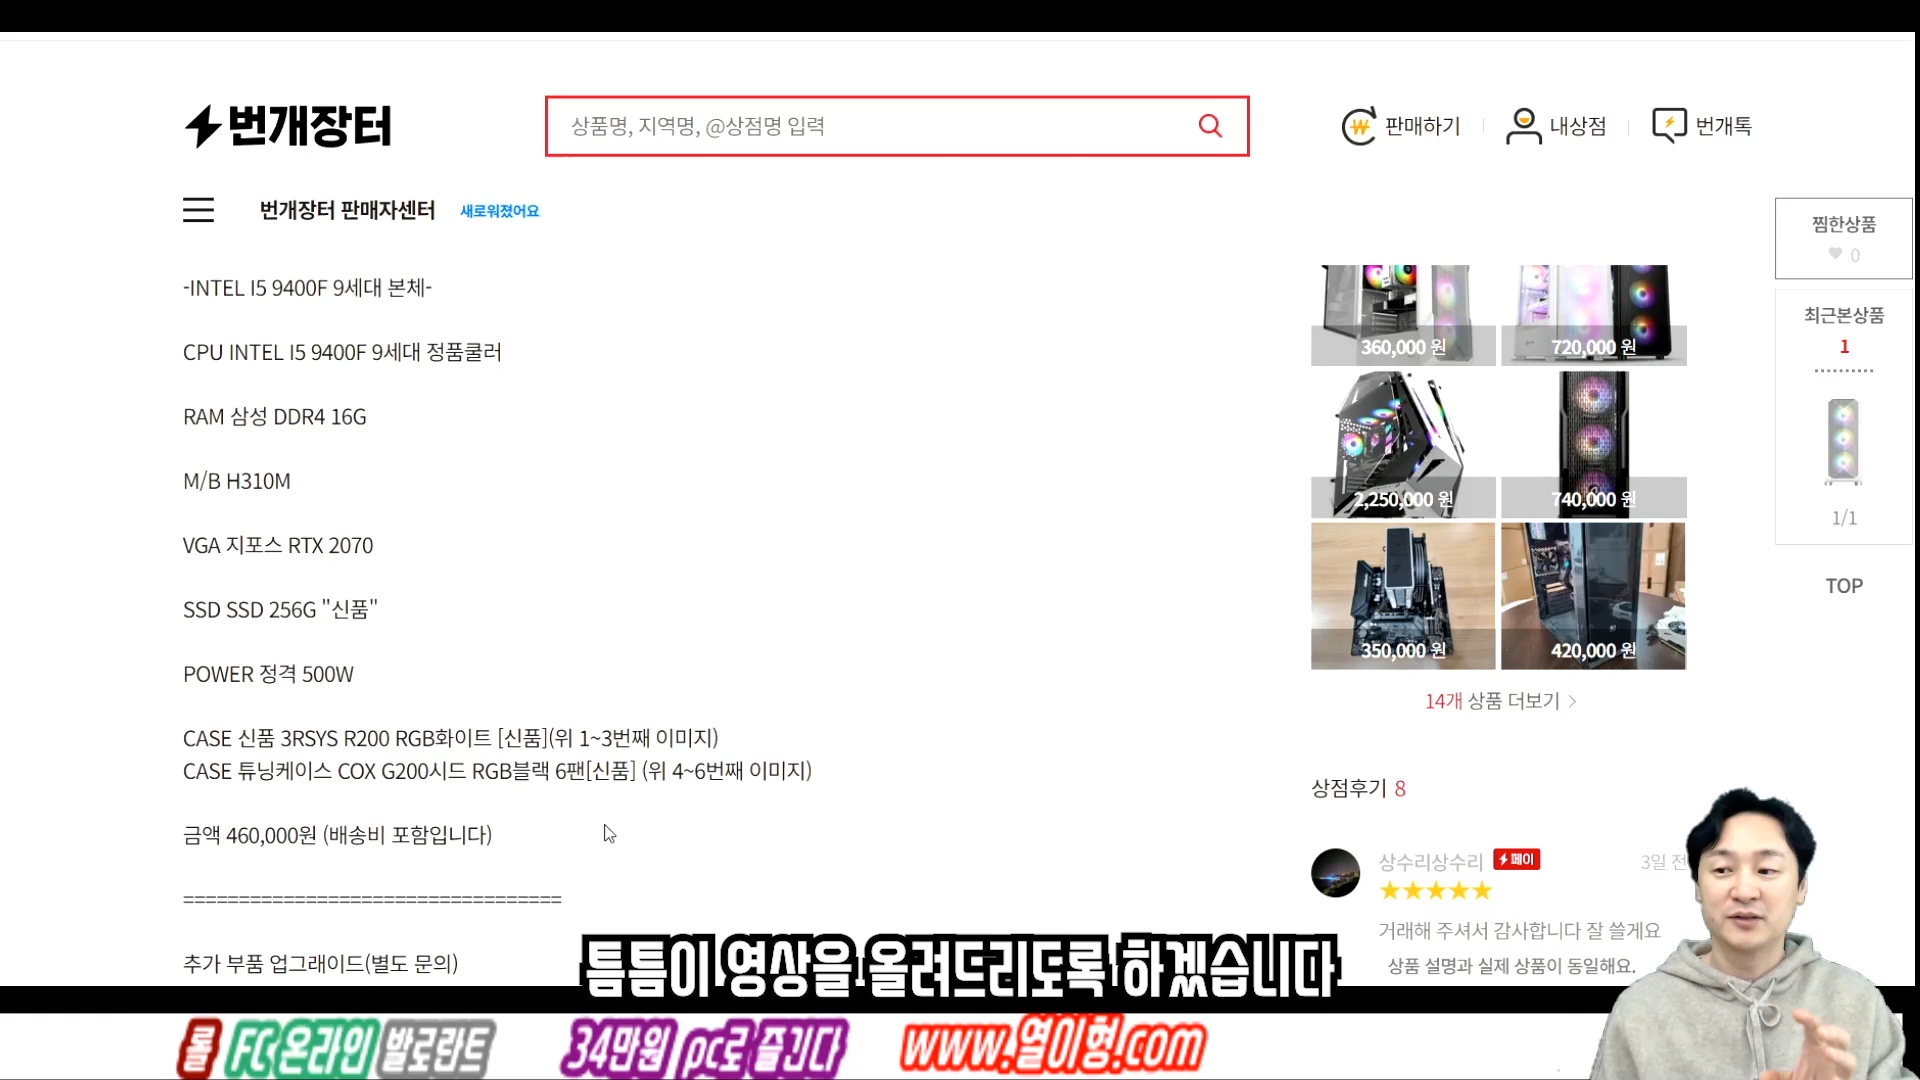 번개장터
상품명, 지역명, @상점명 입력
판매하기
내상점
번개톡
번개장터 판매자센터 새로워졌어요
찜한상품
0
최근본상품
1
1/1
TOP
-INTEL I5 9400F 9세대 본체-
CPU INTEL I5 9400F 9세대 정품쿨러
RAM 삼성 DDR4 16G
M/B H310M
VGA 지포스 RTX 2070
SSD SSD 256G "신품"
POWER 정격 500W
CASE 신품 3RSYS R200 RGB화이트 [신품](위 1~3번째 이미지)
CASE 튜닝케이스 COX G200시드 RGB블랙 6팬[신품] (위 4~6번째 이미지)
금액 460,000원 (배송비 포함입니다)
==================================
추가 부품 업그래이드(별도 문의)
360,000 원
720,000 원
2,250,000 원
740,000 원
350,000 원
420,000 원
14개 상품 더보기 >
상점후기 8
상수리상수리 페이 3일 전
★★★★★
거래해 주셔서 감사합니다 잘 쓸게요
상품 설명과 실제 상품이 동일해요.
틈틈이 영상을 올려드리도록 하겠습니다
롤 FC온라인 발로란트 34만원 pc로 즐긴다 www.열이형.com